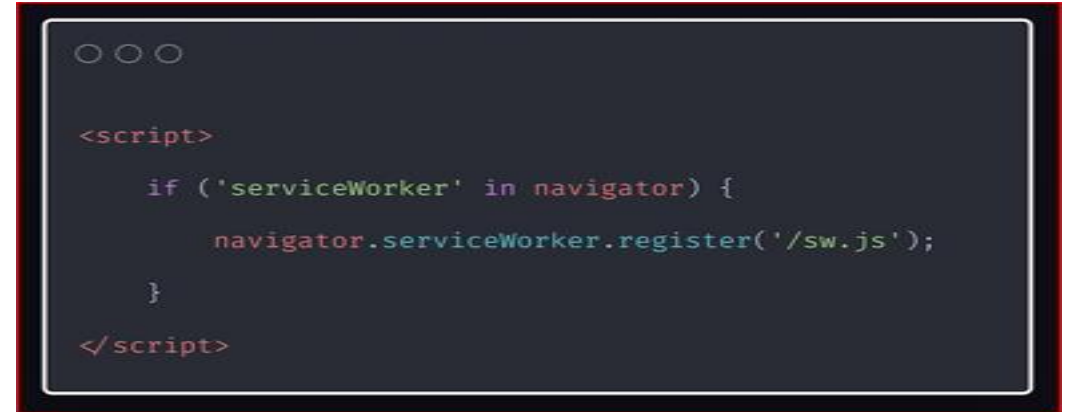 <script>
if ('serviceWorker' in navigator) {
navigator.serviceWorker.register('/sw.js');
}
</script>